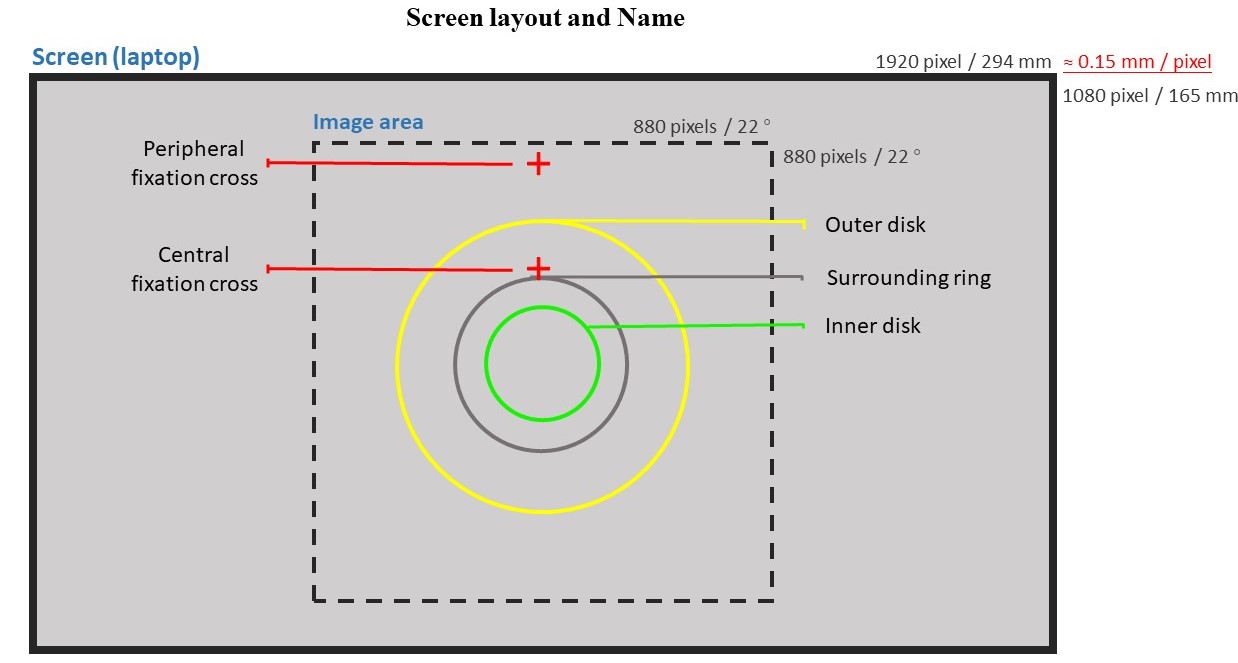 Screen layout and Name
Screen (laptop)
1920 pixel / 294 mm ≈ 0.15 mm / pixel
1080 pixel / 165 mm
Image area
880 pixels / 22 °
880 pixels / 22 °
Peripheral
fixation cross
Outer disk
Central
fixation cross
Surrounding ring
Inner disk